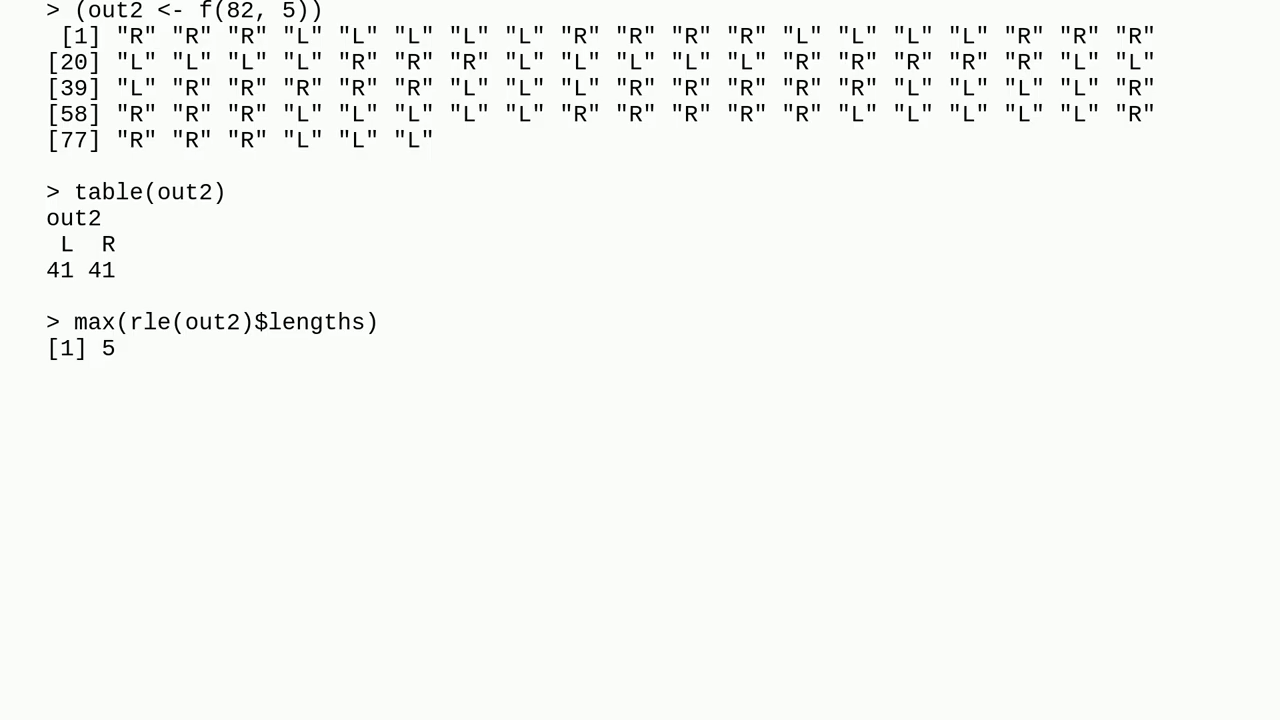 > (out2 <- f(82, 5))
 [1] "R" "R" "R" "L" "L" "L" "L" "L" "R" "R" "R" "R" "L" "L" "L" "L" "R" "R" "R"
[20] "L" "L" "L" "L" "R" "R" "R" "L" "L" "L" "L" "L" "R" "R" "R" "R" "R" "L" "L"
[39] "L" "R" "R" "R" "R" "R" "L" "L" "L" "R" "R" "R" "R" "R" "L" "L" "L" "L" "R"
[58] "R" "R" "R" "L" "L" "L" "L" "L" "R" "R" "R" "R" "R" "L" "L" "L" "L" "L" "R"
[77] "R" "R" "R" "L" "L" "L"
> table(out2)
out2
 L  R
41 41
> max(rle(out2)$lengths)
[1] 5